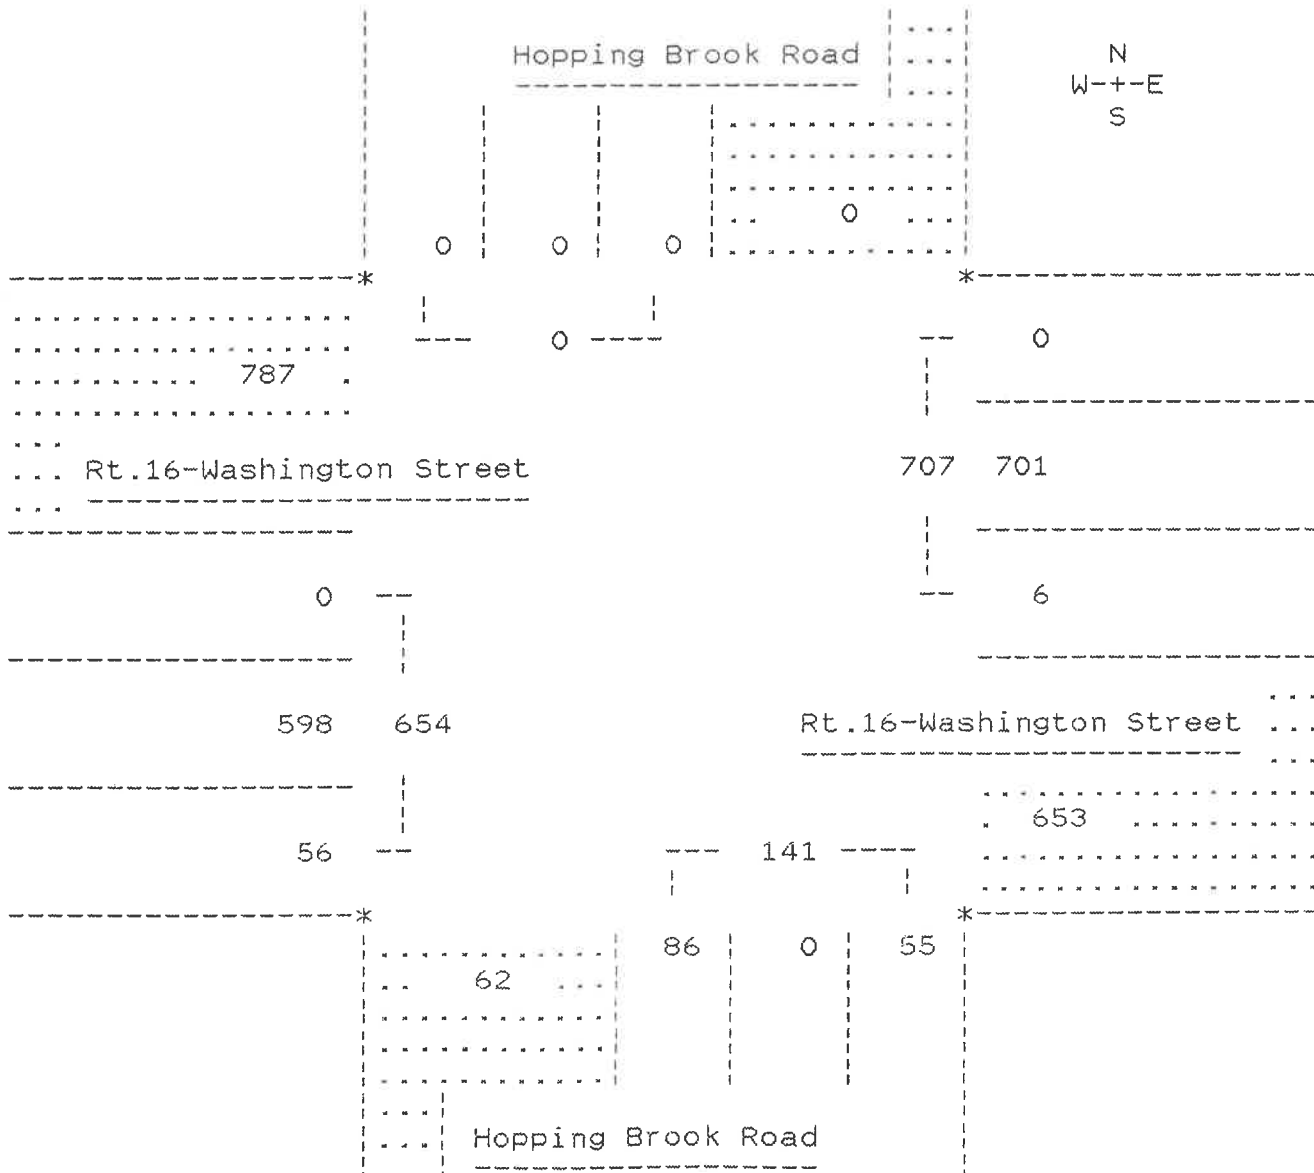 Hopping Brook Road
N
W-+-E
S
0
0 0 0
0 0
787
Rt.16-Washington Street
707 701
0 6
598 654
Rt.16-Washington Street
653
56 141
86 0 55
62
Hopping Brook Road